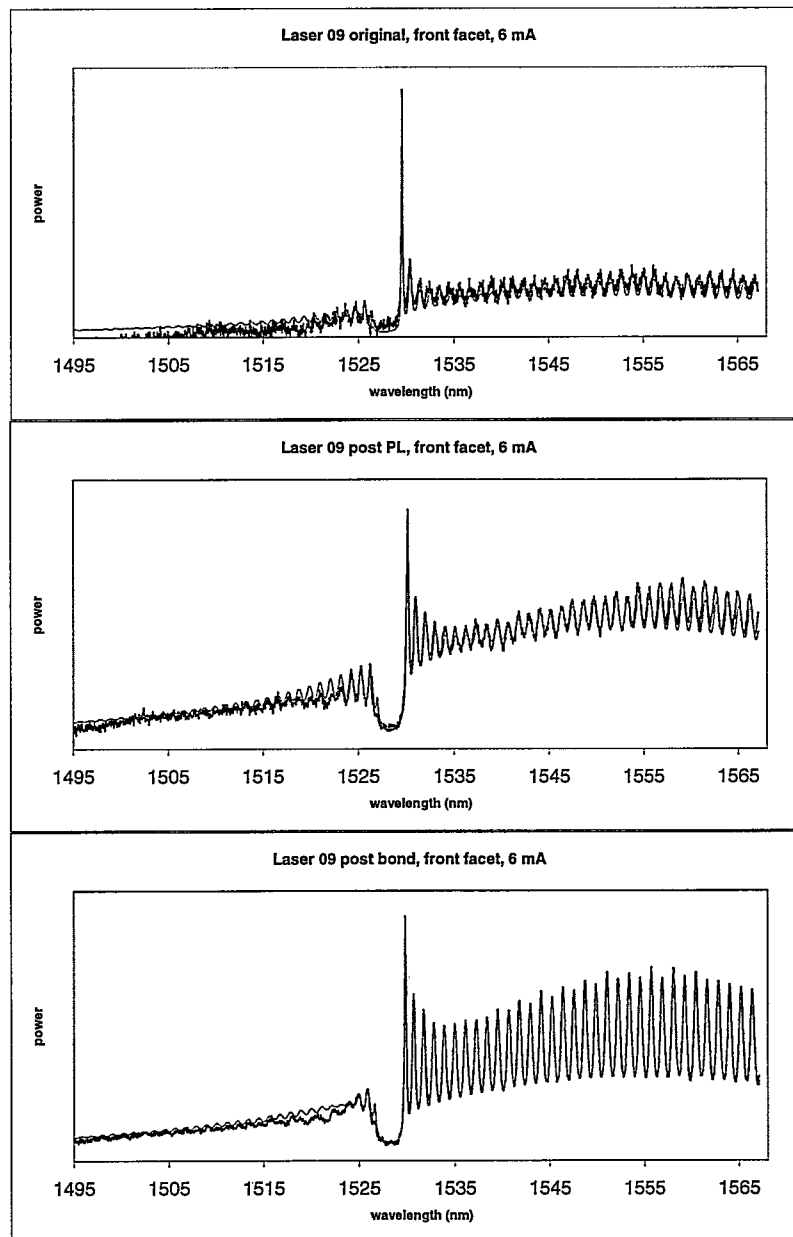 Laser 09 original, front facet, 6 mA
power
1495 1505 1515 1525 1535 1545 1555 1565
wavelength (nm)
Laser 09 post PL, front facet, 6 mA
power
1495 1505 1515 1525 1535 1545 1555 1565
wavelength (nm)
Laser 09 post bond, front facet, 6 mA
power
1495 1505 1515 1525 1535 1545 1555 1565
wavelength (nm)